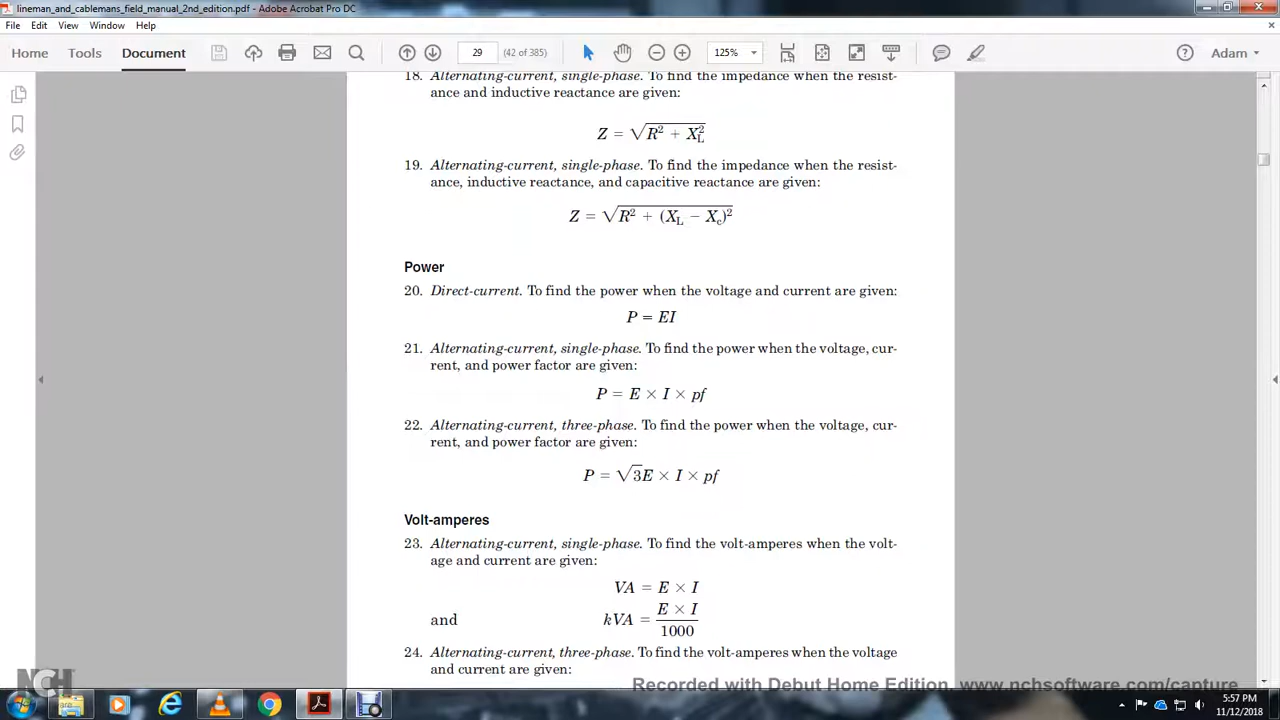 lineman_and_cablemans_field_manual_2nd_edition.pdf - Adobe Acrobat Pro DC
File Edit View Window Help
Home Tools Document 29 (42 of 385) 125% Adam
18. Alternating-current, single-phase. To find the impedance when the resist-
ance and inductive reactance are given:
Z = √R² + X_L²
19. Alternating-current, single-phase. To find the impedance when the resist-
ance, inductive reactance, and capacitive reactance are given:
Z = √R² + (X_L − X_c)²
Power
20. Direct-current. To find the power when the voltage and current are given:
P = EI
21. Alternating-current, single-phase. To find the power when the voltage, cur-
rent, and power factor are given:
P = E × I × pf
22. Alternating-current, three-phase. To find the power when the voltage, cur-
rent, and power factor are given:
P = √3E × I × pf
Volt-amperes
23. Alternating-current, single-phase. To find the volt-amperes when the volt-
age and current are given:
VA = E × I
and kVA = E × I / 1000
24. Alternating-current, three-phase. To find the volt-amperes when the voltage
and current are given:
NCH
Recorded with Debut Home Edition. www.nchsoftware.com/capture
5:57 PM
11/12/2018